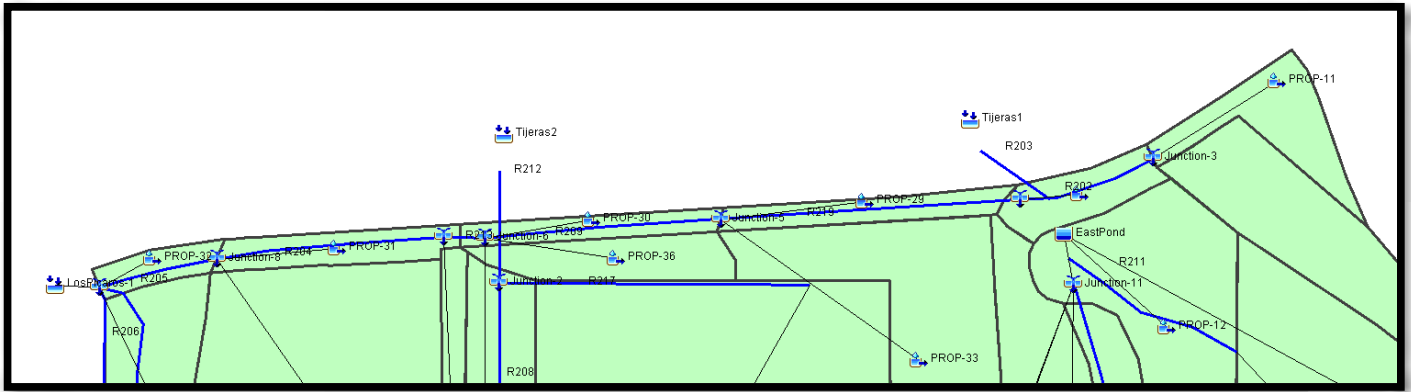 PROP-11
Tijeras1
Tijeras2
R203
Junction-3
R212
R202
PROP-29
R219
PROP-30
Junction-5
EastPond
Junction-6
R209
PROP-31
R204
PROP-32
Junction-8
PROP-36
R211
R205
Junction-2
R217
Junction-11
R206
PROP-12
PROP-33
R208